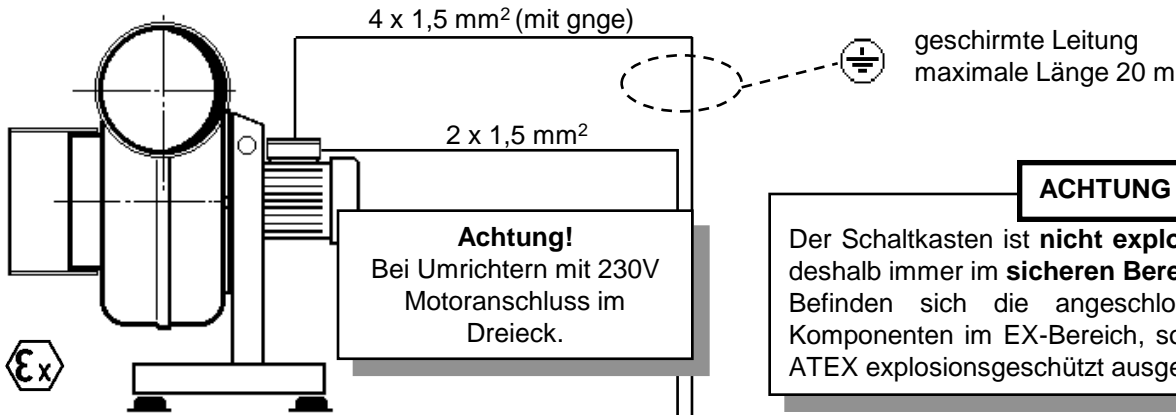 4 x 1,5 mm² (mit gnge)
geschirmte Leitung
maximale Länge 20 m
2 x 1,5 mm²
Achtung!
Bei Umrichtern mit 230V
Motoranschluss im
Dreieck.
ACHTUNG
Der Schaltkasten ist nicht explo
deshalb immer im sicheren Bere
Befinden sich die angeschlo
Komponenten im EX-Bereich, so
ATEX explosionsgeschützt ausge
Ex